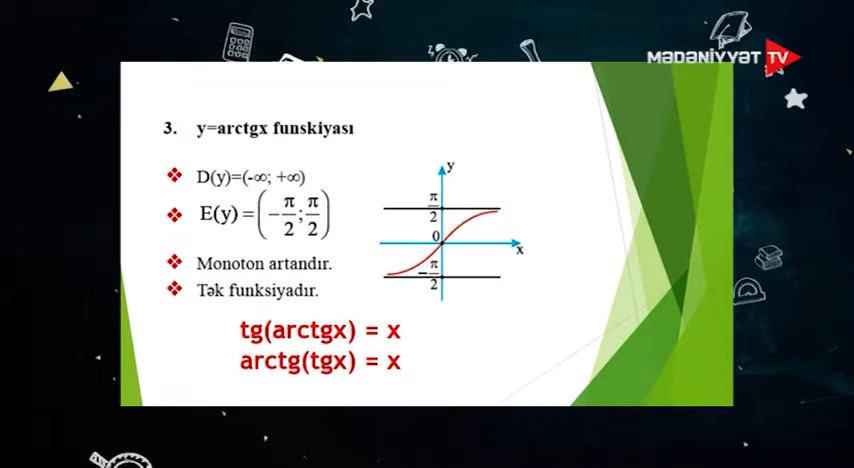 MƏDƏNİYYƏT TV
3. y=arctgx funskiyası
D(y)=(-∞; +∞)
E(y)=(-π/2;π/2)
Monoton artandır.
Tək funksiyadır.
y
π/2
0
x
-π/2
tg(arctgx) = x
arctg(tgx) = x